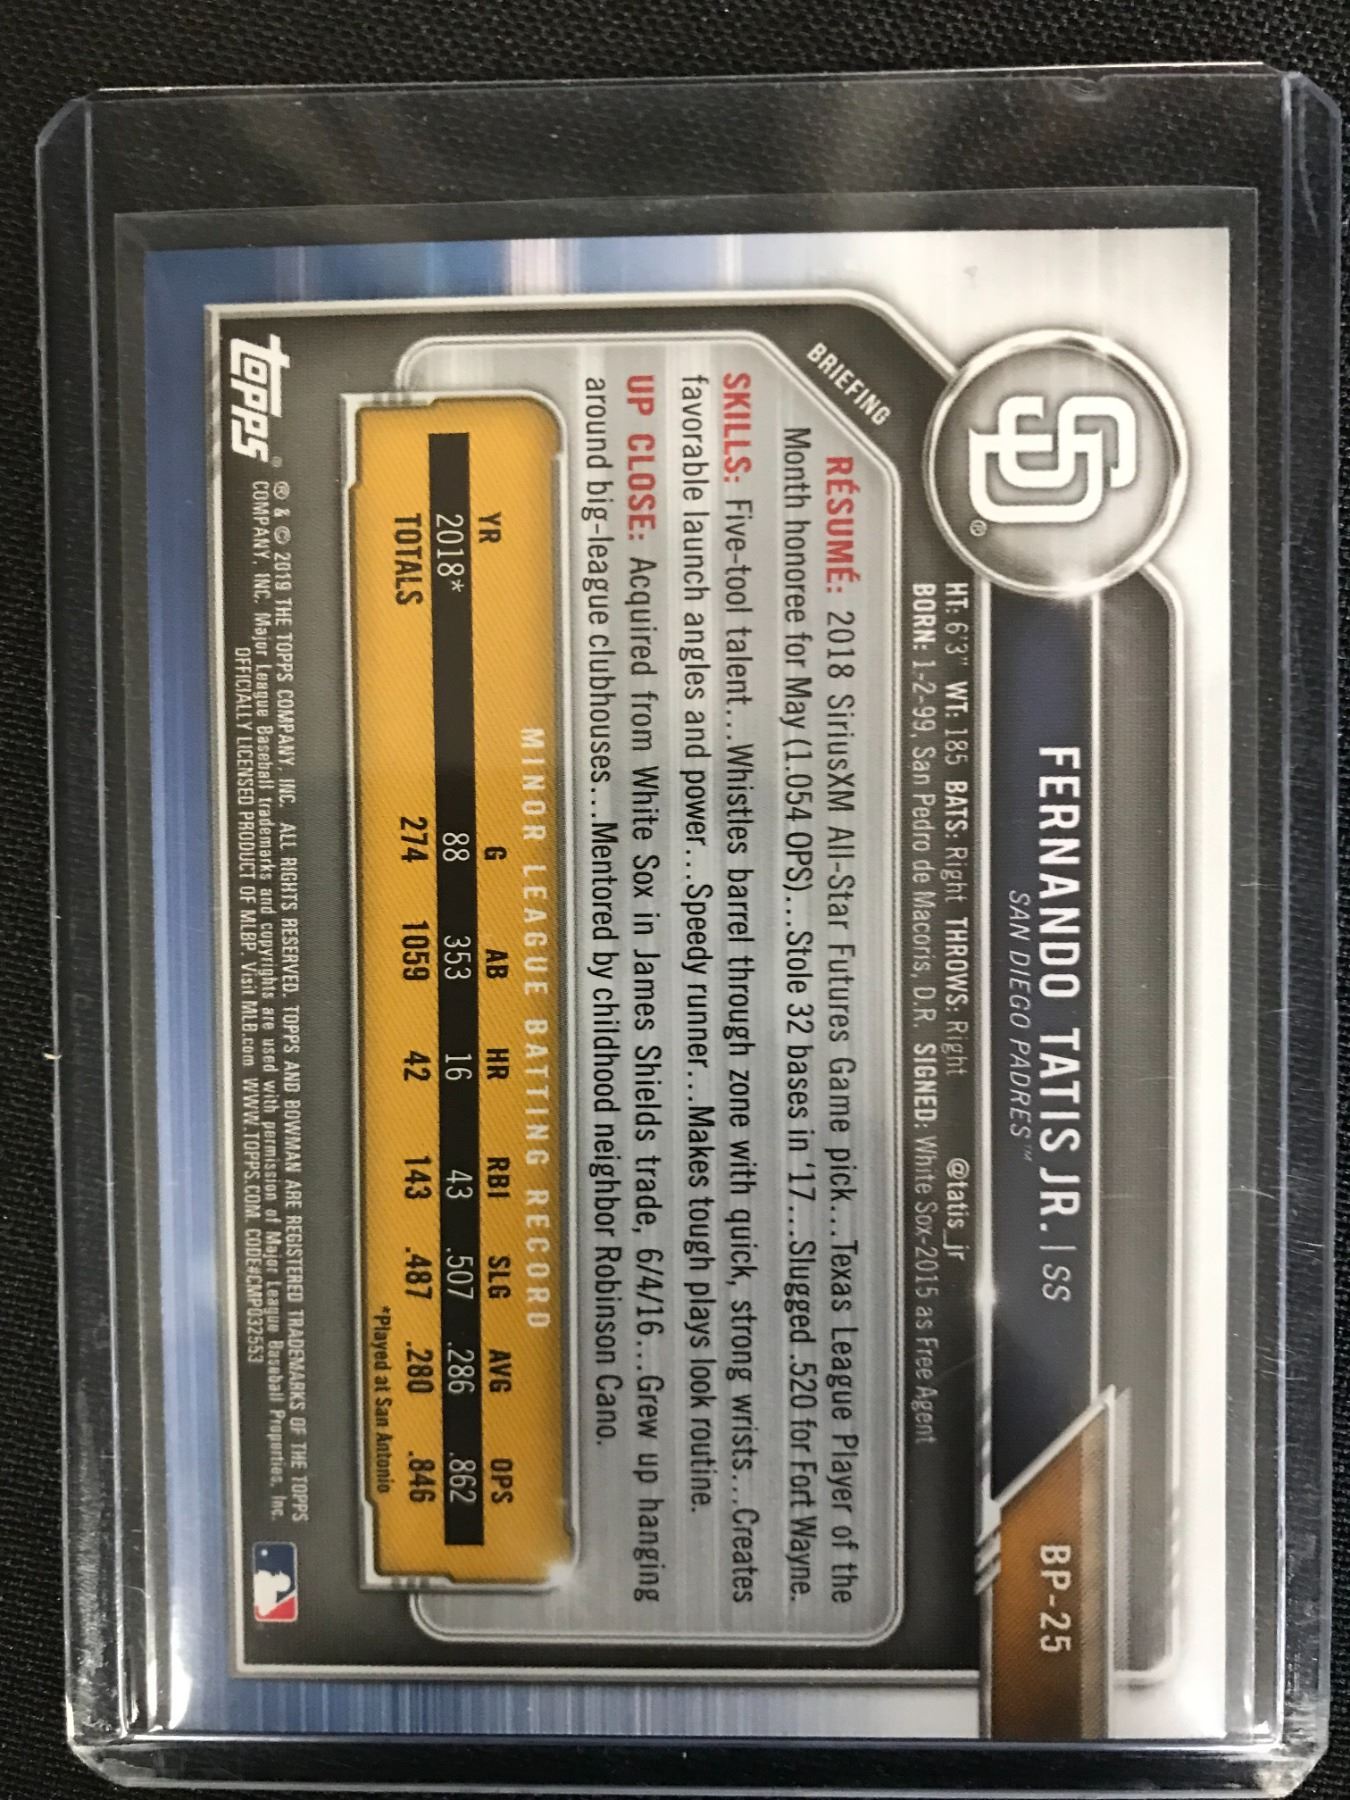 FERNANDO TATIS JR. | SS
BP-25
SAN DIEGO PADRES™
SD®
HT: 6'3" WT: 185 BATS: Right THROWS: Right @tatis_jr
BORN: 1-2-99, San Pedro de Macoris, D.R. SIGNED: White Sox-2015 as Free Agent
BRIEFING
RÉSUMÉ: 2018 SiriusXM All-Star Futures Game pick...Texas League Player of the
Month honoree for May (1.054 OPS)...Stole 32 bases in '17...Slugged .520 for Fort Wayne.
SKILLS: Five-tool talent...Whistles barrel through zone with quick, strong wrists...Creates
favorable launch angles and power...Speedy runner...Makes tough plays look routine.
UP CLOSE: Acquired from White Sox in James Shields trade, 6/4/16...Grew up hanging
around big-league clubhouses...Mentored by childhood neighbor Robinson Cano.
MINOR LEAGUE BATTING RECORD
YR G AB HR RBI SLG AVG OPS
2018* 88 353 16 43 .507 .286 .862
TOTALS 274 1059 42 143 .487 .280 .846
*Played at San Antonio
topps®
® & © 2019 THE TOPPS COMPANY, INC. ALL RIGHTS RESERVED. TOPPS AND BOWMAN ARE REGISTERED TRADEMARKS OF THE TOPPS
COMPANY, INC. Major League Baseball trademarks and copyrights are used with permission of Major League Baseball Properties, Inc.
OFFICIALLY LICENSED PRODUCT OF MLBP. Visit MLB.com WWW.TOPPS.COM. CODE#CMP032553